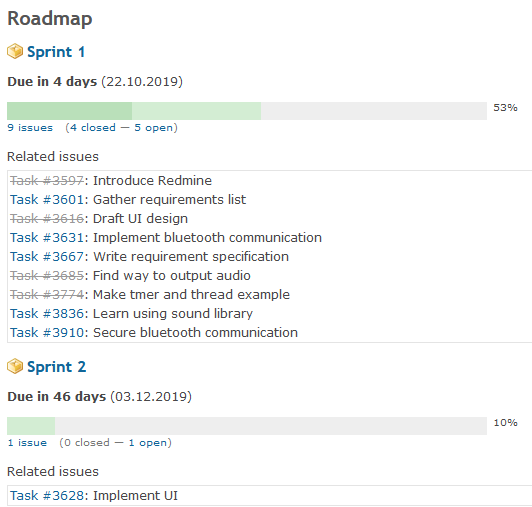 Roadmap
Sprint 1
Due in 4 days (22.10.2019)
53%
9 issues (4 closed — 5 open)
Related issues
Task #3597: Introduce Redmine
Task #3601: Gather requirements list
Task #3616: Draft UI design
Task #3631: Implement bluetooth communication
Task #3667: Write requirement specification
Task #3685: Find way to output audio
Task #3774: Make tmer and thread example
Task #3836: Learn using sound library
Task #3910: Secure bluetooth communication
Sprint 2
Due in 46 days (03.12.2019)
10%
1 issue (0 closed — 1 open)
Related issues
Task #3628: Implement UI